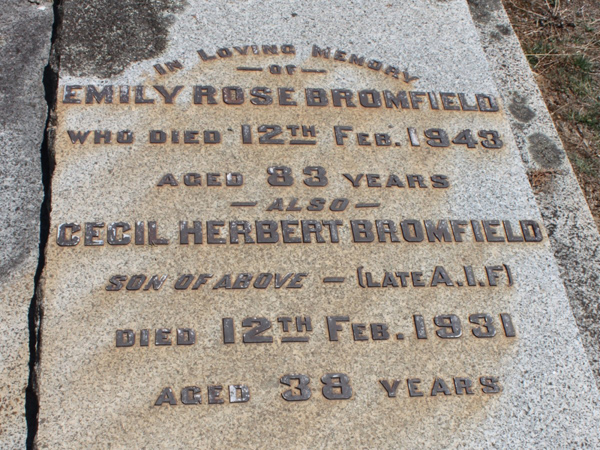 IN LOVING MEMORY
— OF —
EMILY ROSE BROMFIELD
WHO DIED 12TH FEB. 1943
AGED 83 YEARS
— ALSO —
CECIL HERBERT BROMFIELD
SON OF ABOVE — (LATE A.I.F)
DIED 12TH FEB. 1931
AGED 38 YEARS